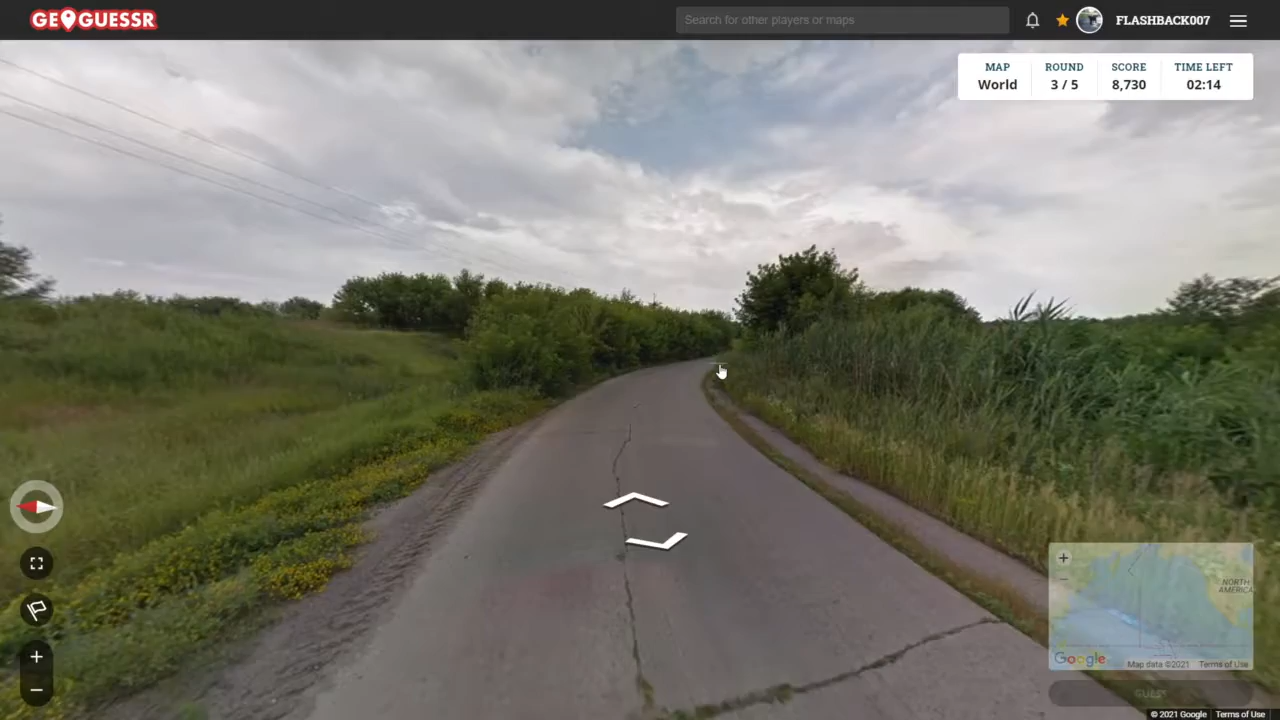 GEOGUESSR
Search for other players or maps
FLASHBACK007
MAP
World
ROUND
3 / 5
SCORE
8,730
TIME LEFT
02:14
NORTH
AMERICA
Google
Map data ©2021
Terms of Use
GUESS
© 2021 Google
Terms of Use